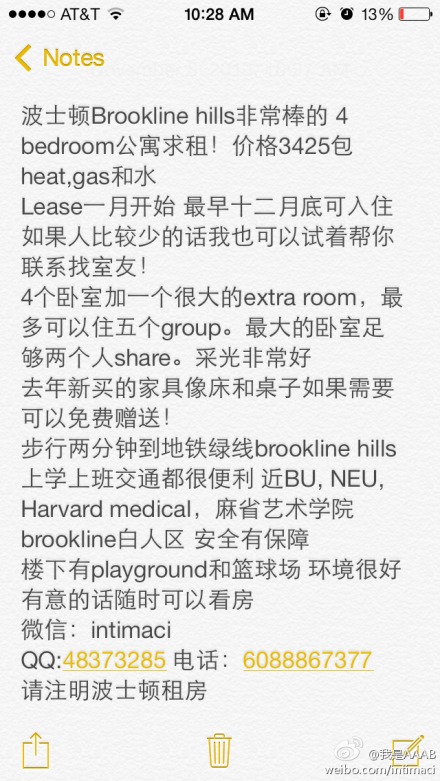 AT&T 10:28 AM 13%
Notes
波士顿Brookline hills非常棒的 4
bedroom公寓求租！价格3425包
heat,gas和水
Lease一月开始 最早十二月底可入住
如果人比较少的话我也可以试着帮你
联系找室友！
4个卧室加一个很大的extra room，最
多可以住五个group。最大的卧室足
够两个人share。采光非常好
去年新买的家具像床和桌子如果需要
可以免费赠送！
步行两分钟到地铁绿线brookline hills
上学上班交通都很便利 近BU, NEU,
Harvard medical，麻省艺术学院
brookline白人区 安全有保障
楼下有playground和篮球场 环境很好
有意的话随时可以看房
微信：intimaci
QQ:48373285 电话：6088867377
请注明波士顿租房
@我是AAAB
weibo.com/intimaci